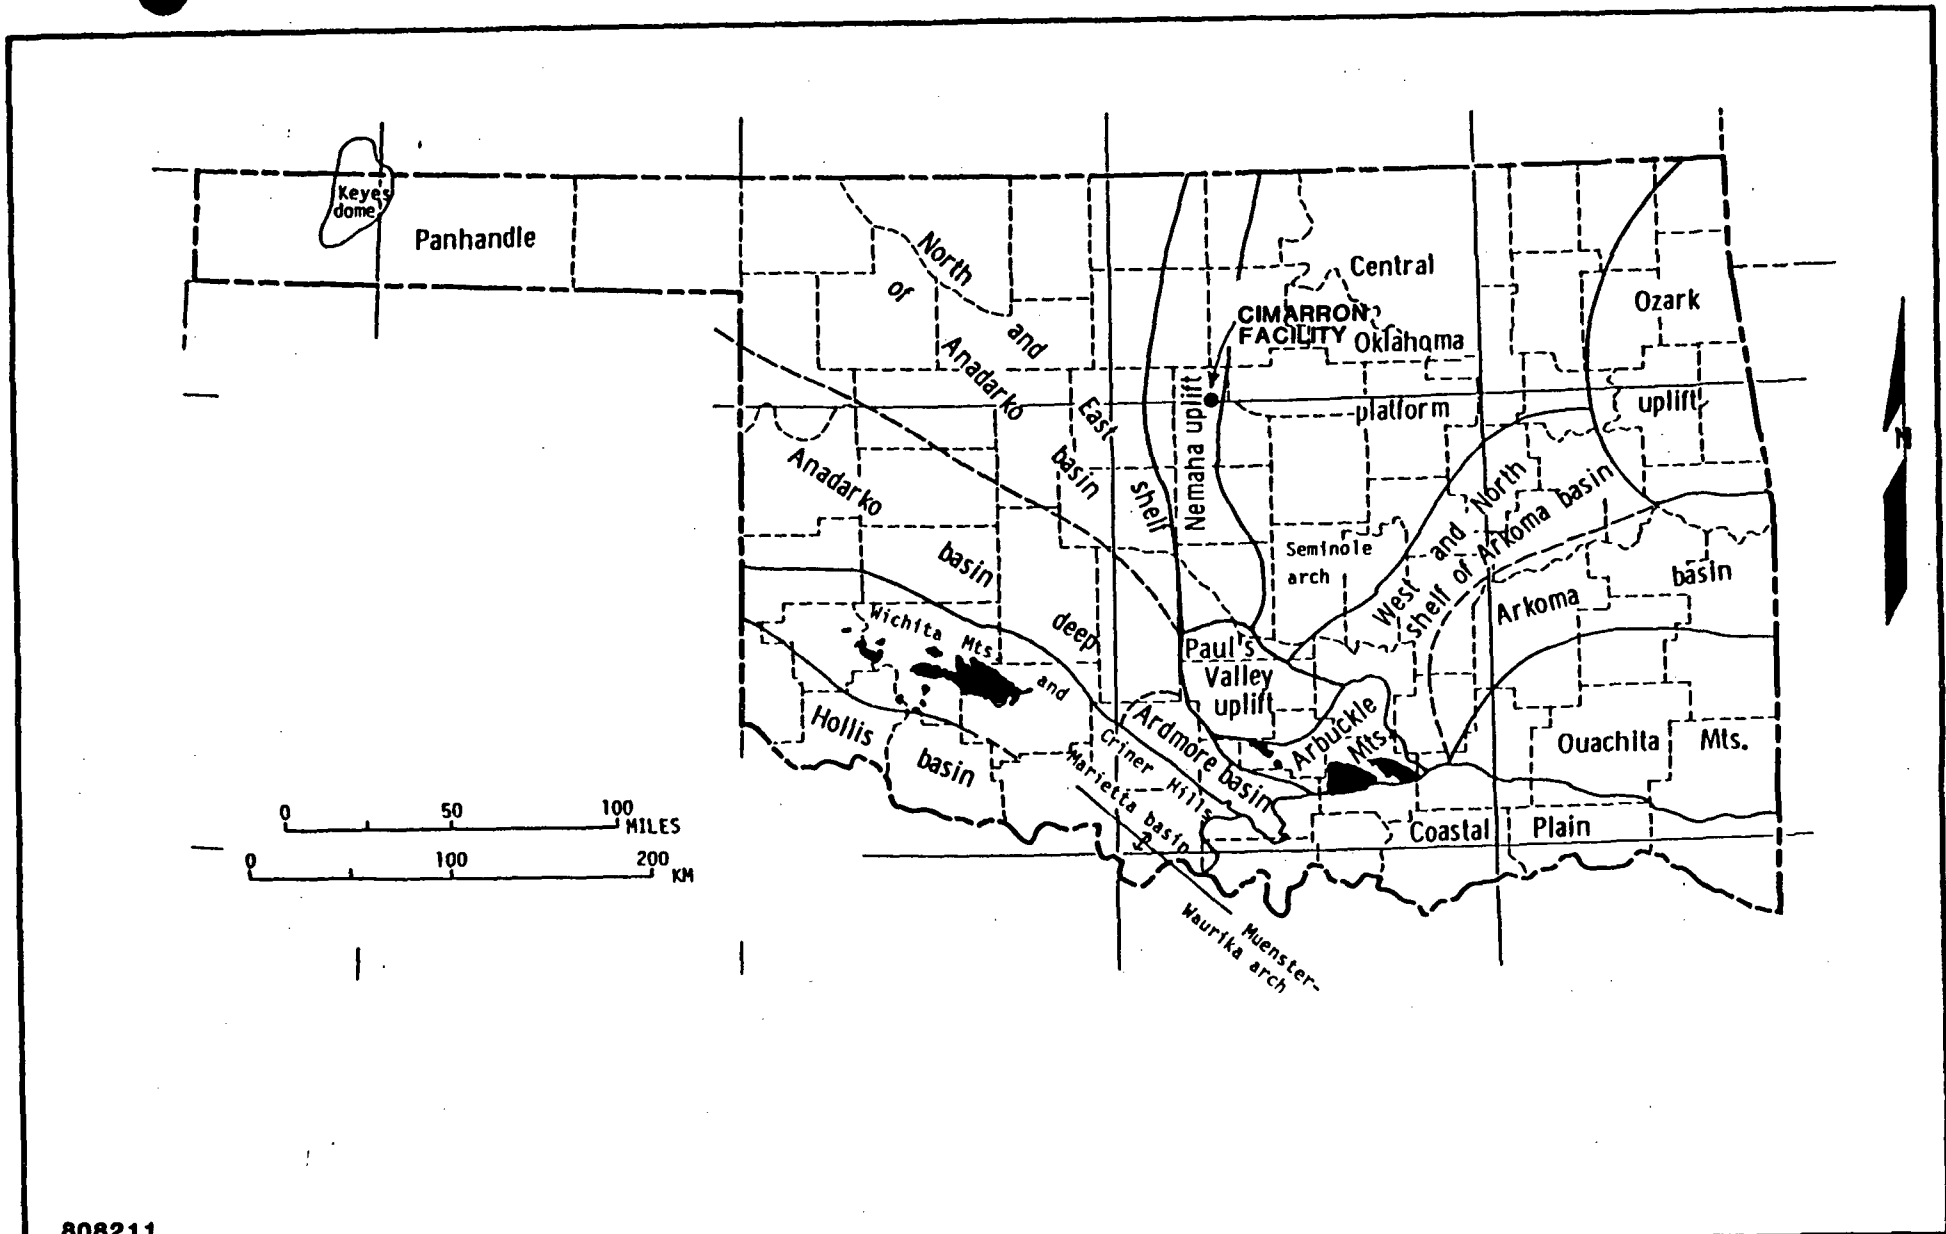 Keyes
dome
Panhandle
North
of
and
Anadarko
East
basin
shelf
Nemaha uplift
CIMARRON
FACILITY
Central
Oklahoma
platform
Ozark
uplift
N
Anadarko
basin
deep
Seminole
arch
West and North
shelf of Arkoma basin
Arkoma
basin
Wichita Mts.
and
Paul's
Valley
uplift
Arbuckle
Mts.
Ardmore basin
Criner Hills
Marietta basin
Hollis
basin
Ouachita Mts.
Coastal Plain
Muenster-
Waurika arch
0 50 100
MILES
0 100 200
KM
808211